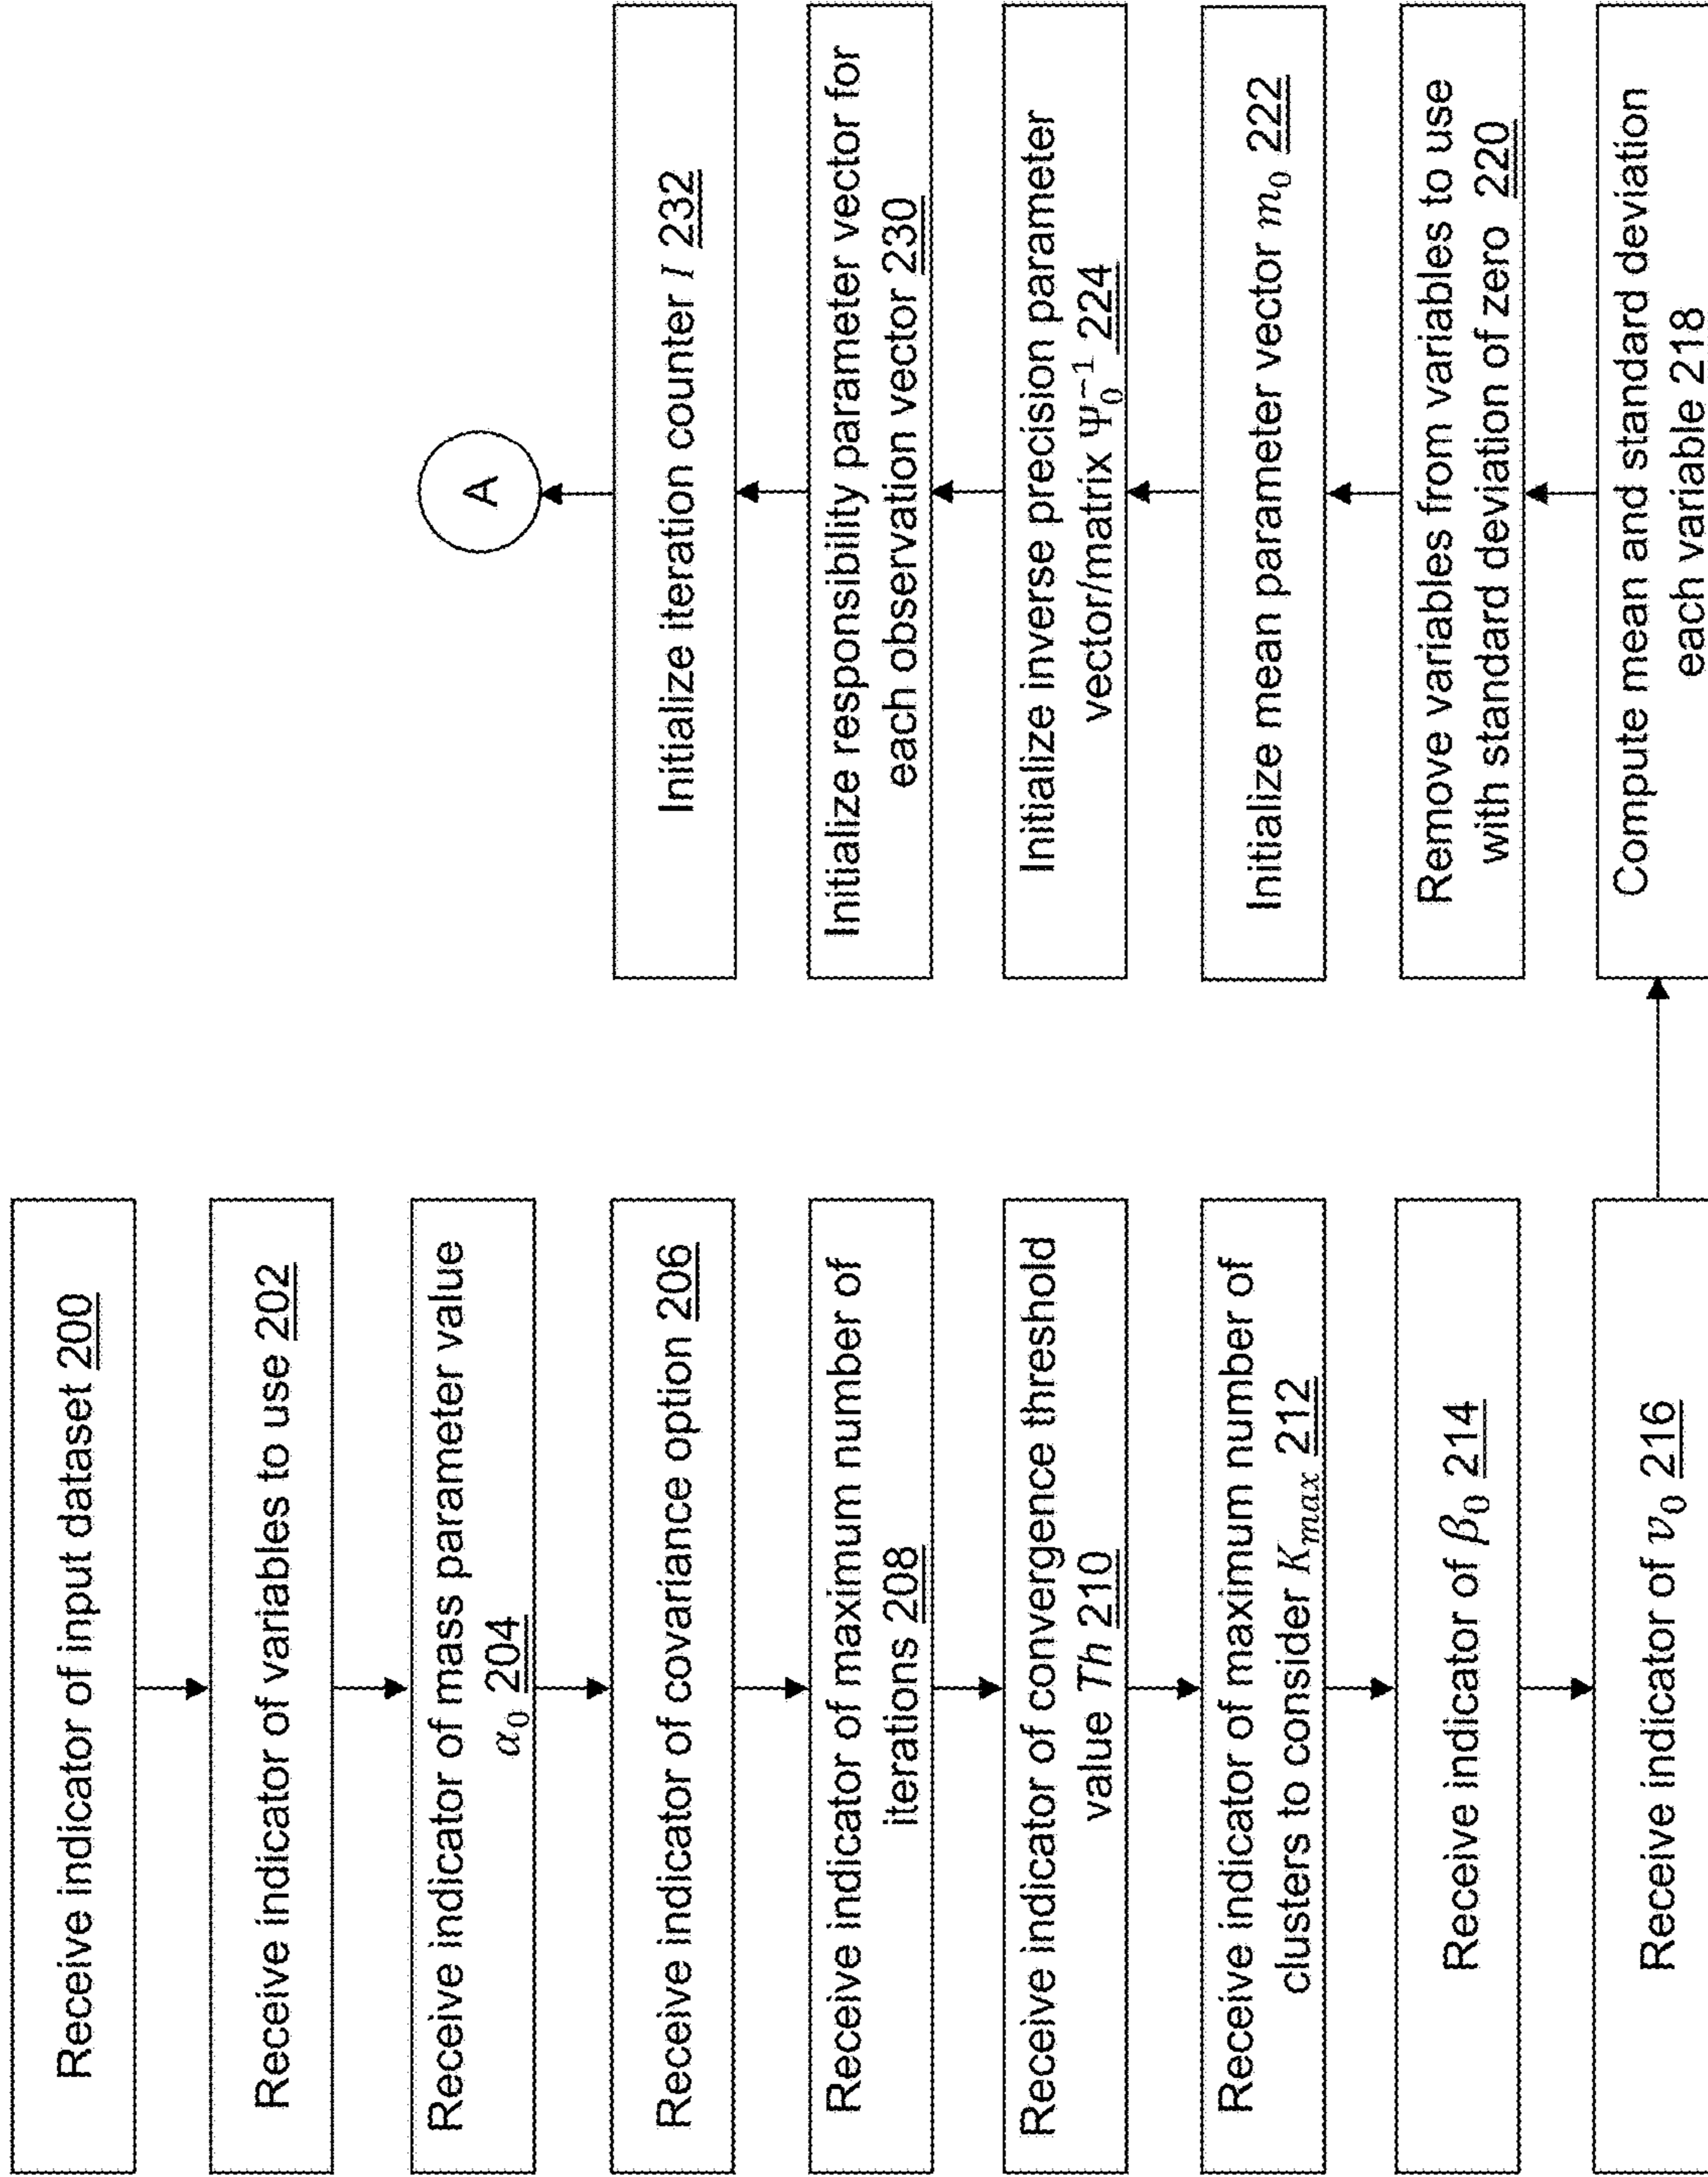 Receive indicator of input dataset 200
Receive indicator of variables to use 202
Receive indicator of mass parameter value
α₀ 204
Receive indicator of covariance option 206
Receive indicator of maximum number of
iterations 208
Receive indicator of convergence threshold
value Th 210
Receive indicator of maximum number of
clusters to consider Kmax 212
Receive indicator of β₀ 214
Receive indicator of ν₀ 216
Compute mean and standard deviation
each variable 218
Remove variables from variables to use
with standard deviation of zero 220
Initialize mean parameter vector m₀ 222
Initialize inverse precision parameter
vector/matrix Ψ₀⁻¹ 224
Initialize responsibility parameter vector for
each observation vector 230
Initialize iteration counter I 232
A